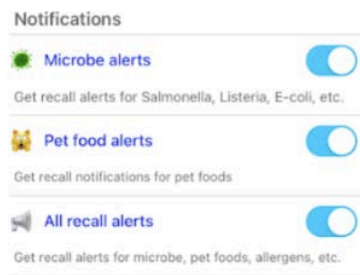 Notifications
Microbe alerts
Get recall alerts for Salmonella, Listeria, E-coli, etc.
Pet food alerts
Get recall notifications for pet foods
All recall alerts
Get recall alerts for microbe, pet foods, allergens, etc.